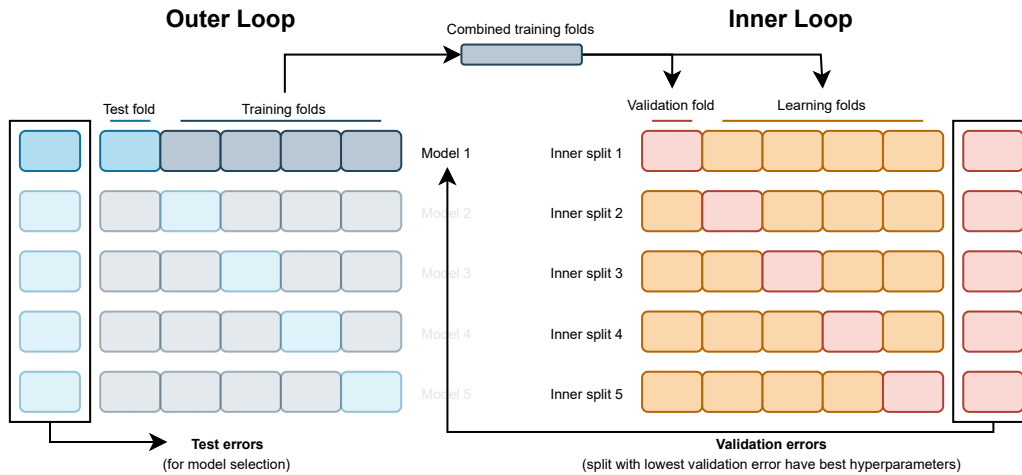 Outer Loop
Inner Loop
Combined training folds
Test fold
Training folds
Validation fold
Learning folds
Model 1
Inner split 1
Model 2
Inner split 2
Model 3
Inner split 3
Model 4
Inner split 4
Model 5
Inner split 5
Test errors
(for model selection)
Validation errors
(split with lowest validation error have best hyperparameters)